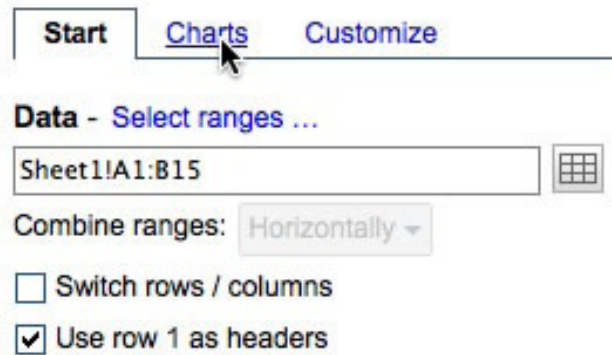 Start Charts Customize
Data - Select ranges ...
Sheet1!A1:B15
Combine ranges: Horizontally
Switch rows / columns
Use row 1 as headers